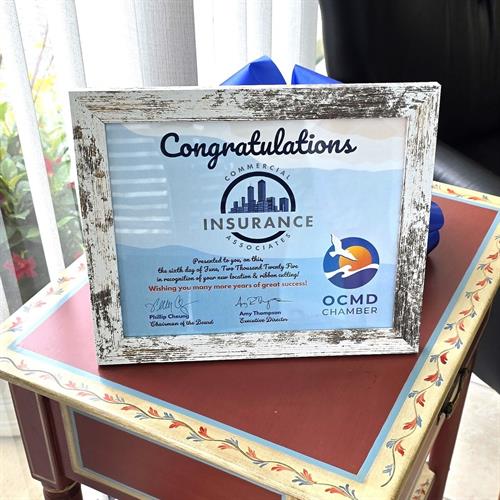 Congratulations
COMMERCIAL
INSURANCE
ASSOCIATES
Presented to you, on this,
the sixth day of June, Two Thousand Twenty Five
in recognition of your new location & ribbon cutting!
Wishing you many more years of great success!
Phillip Cheung
Chairman of the Board
Amy Thompson
Executive Director
OCMD
CHAMBER